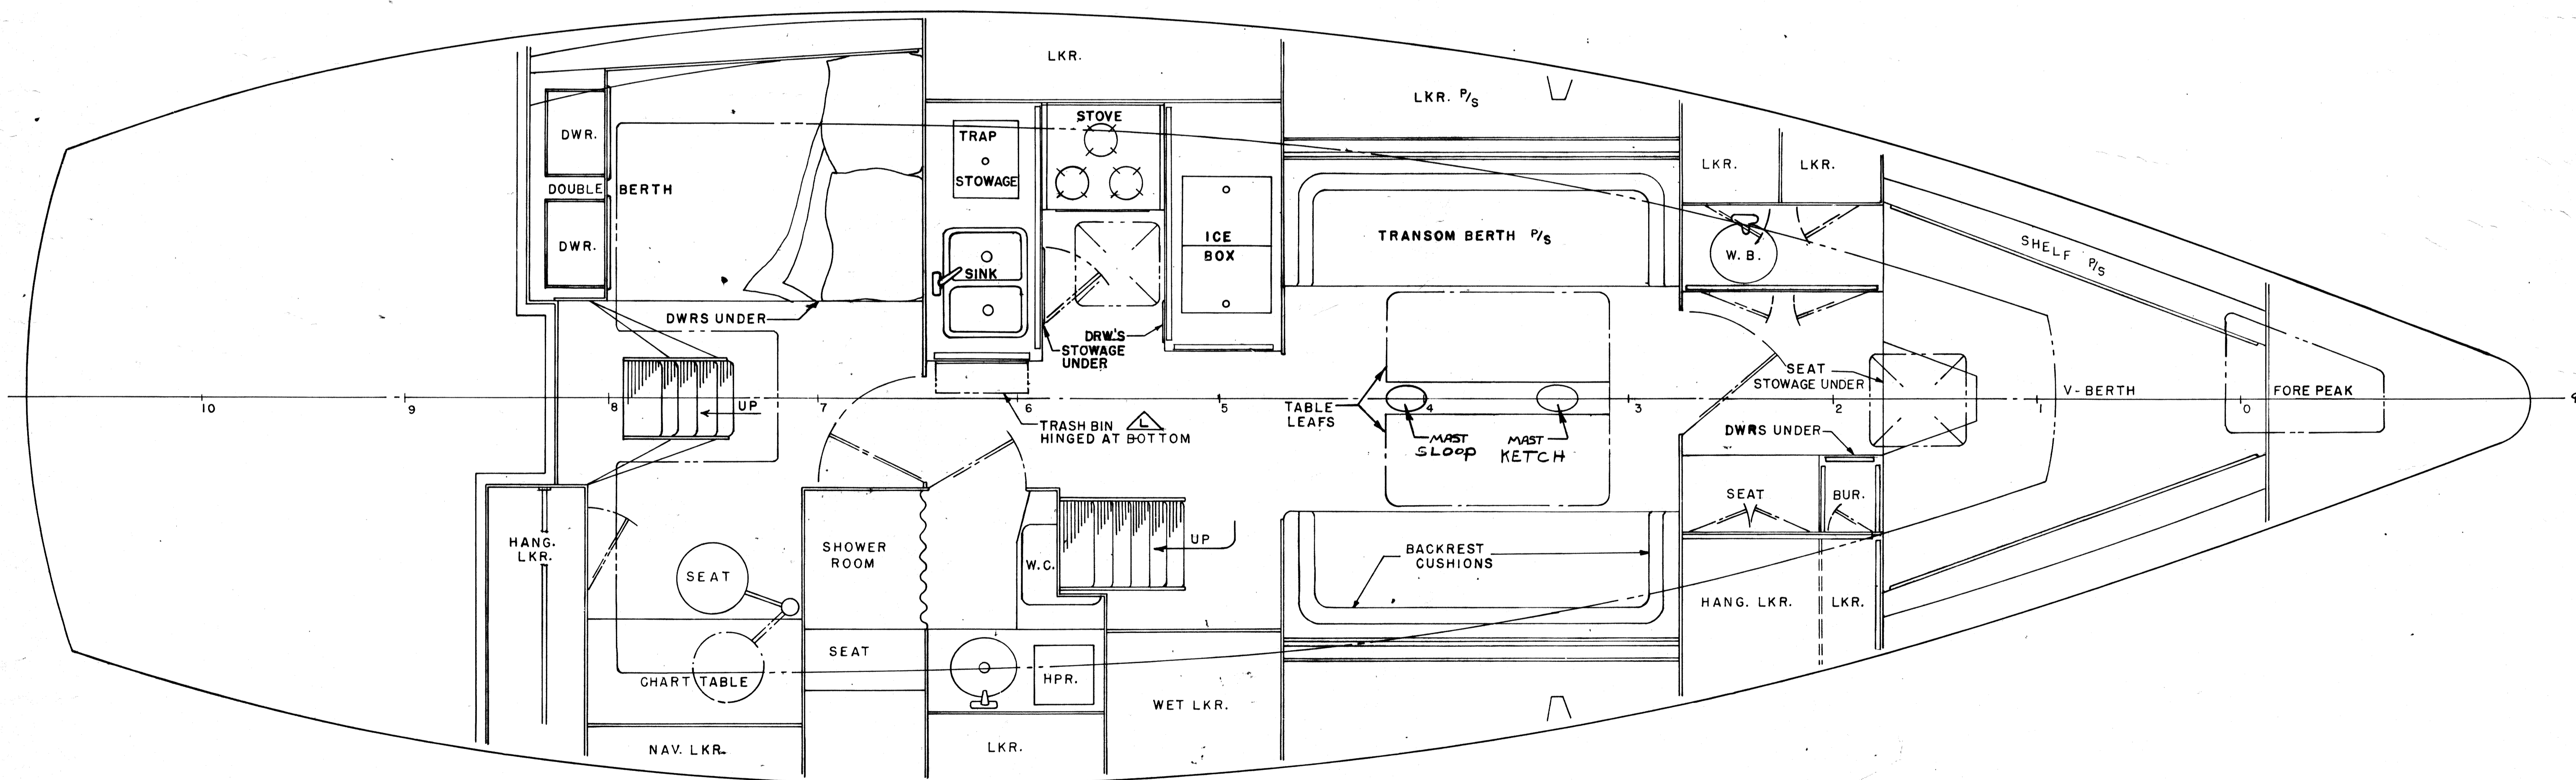 LKR.
LKR. P/S
STOVE
TRAP
STOWAGE
DWR.
DOUBLE BERTH
DWR.
SINK
ICE
BOX
TRANSOM BERTH P/S
LKR.
LKR.
W. B.
SHELF P/S
DWRS UNDER
DRW'S
STOWAGE
UNDER
SEAT
STOWAGE UNDER
V-BERTH
FORE PEAK
10
9
8
7
6
5
4
3
2
1
0
UP
TRASH BIN
HINGED AT BOTTOM
L
TABLE
LEAFS
MAST
SLOOP
MAST
KETCH
DWRS UNDER
SEAT
BUR.
HANG.
LKR.
SEAT
SHOWER
ROOM
W.C.
UP
BACKREST
CUSHIONS
HANG. LKR.
LKR.
CHART TABLE
SEAT
HPR.
WET LKR.
NAV. LKR.
LKR.